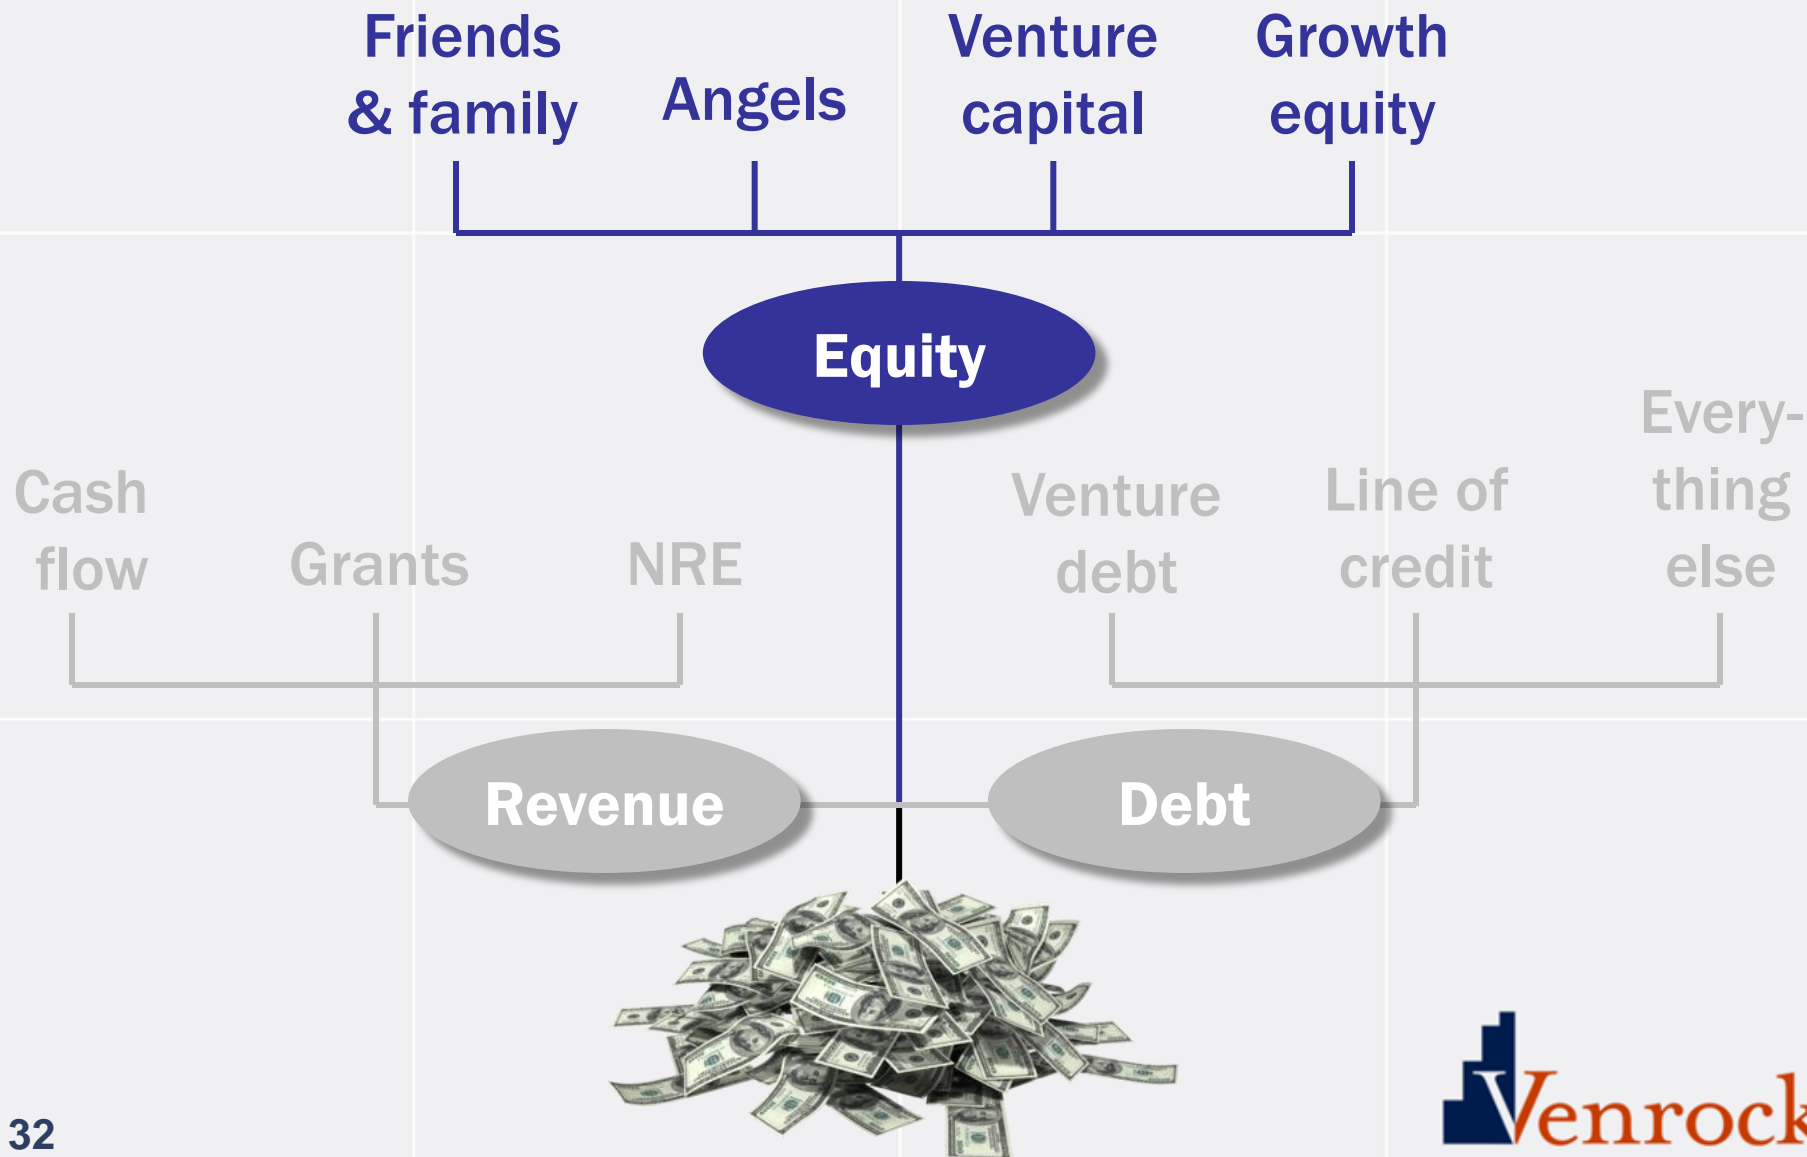 Friends
& family
Angels
Venture
capital
Growth
equity
Equity
Cash
flow
Grants
NRE
Venture
debt
Line of
credit
Every-
thing
else
Revenue
Debt
32
Venrock